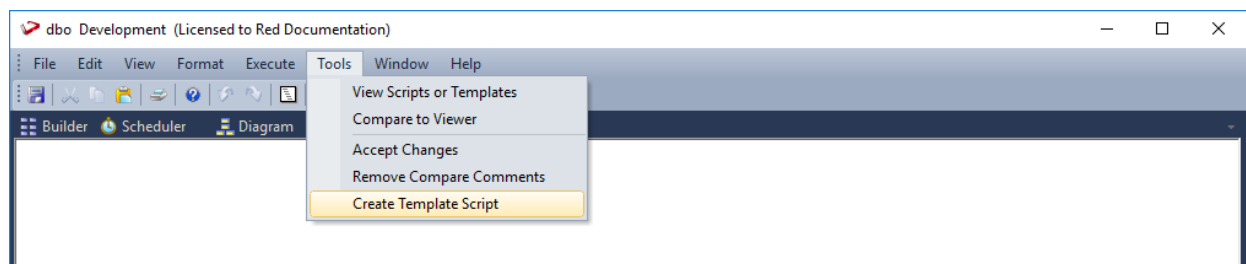 dbo Development (Licensed to Red Documentation)
File Edit View Format Execute Tools Window Help
Builder Scheduler Diagram
View Scripts or Templates
Compare to Viewer
Accept Changes
Remove Compare Comments
Create Template Script